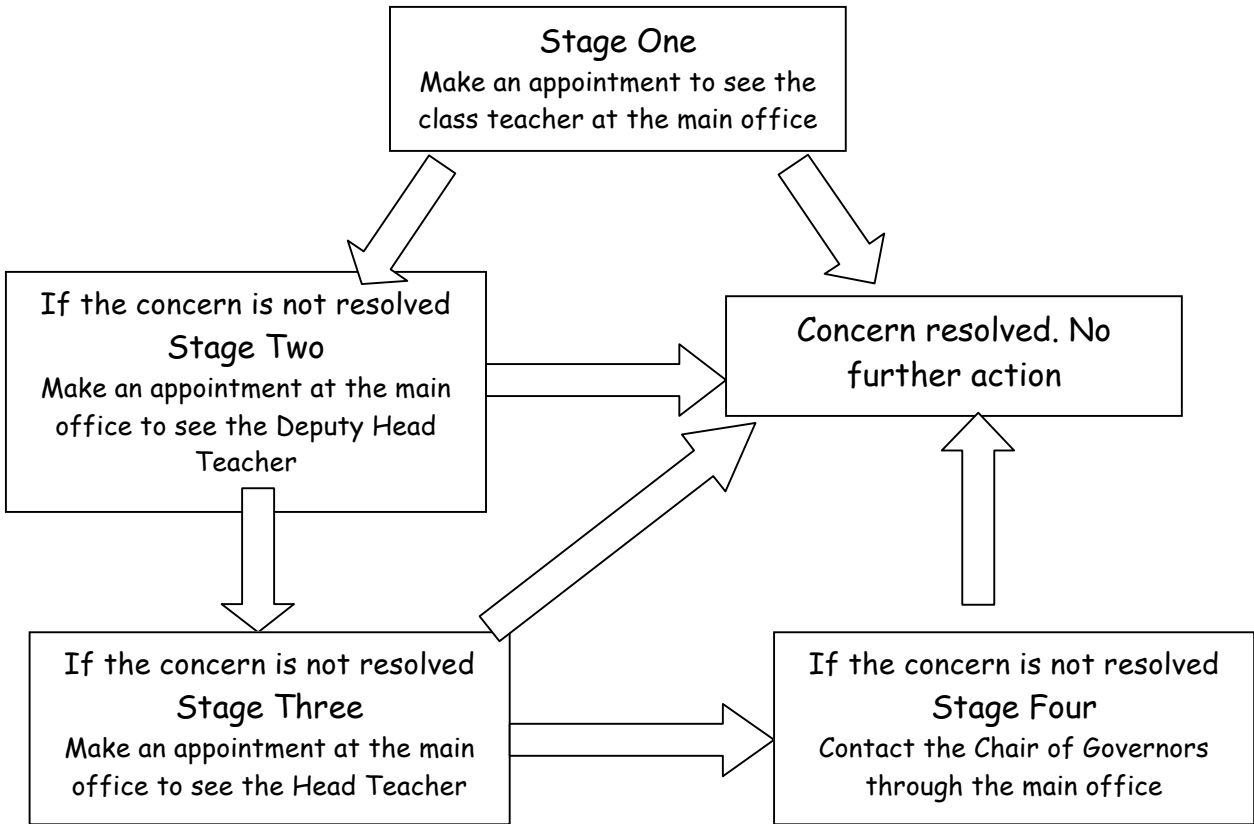 Stage One
Make an appointment to see the
class teacher at the main office
If the concern is not resolved
Stage Two
Make an appointment at the main
office to see the Deputy Head
Teacher
Concern resolved. No
further action
If the concern is not resolved
Stage Three
Make an appointment at the main
office to see the Head Teacher
If the concern is not resolved
Stage Four
Contact the Chair of Governors
through the main office